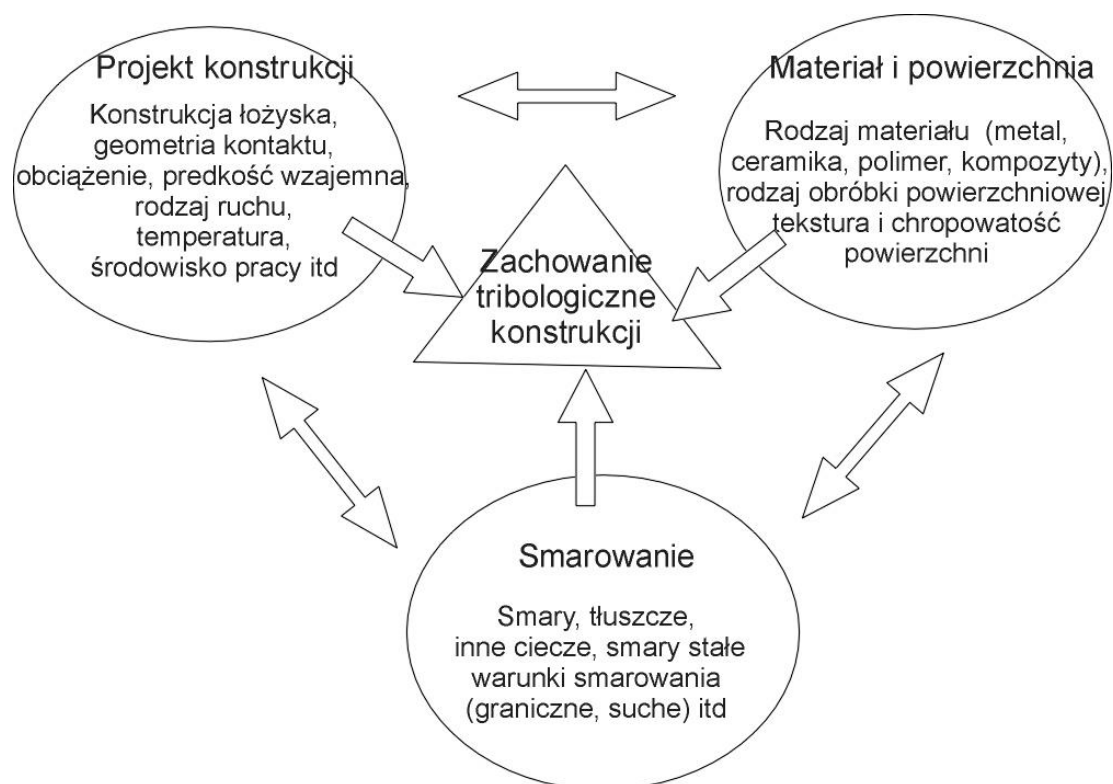 Projekt konstrukcji
Konstrukcja łożyska,
geometria kontaktu,
obciążenie, predkość wzajemna,
rodzaj ruchu,
temperatura,
środowisko pracy itd
Materiał i powierzchnia
Rodzaj materiału (metal,
ceramika, polimer, kompozyty),
rodzaj obróbki powierzchniowej
tekstura i chropowatość
powierzchni
Zachowanie
tribologiczne
konstrukcji
Smarowanie
Smary, tłuszcze,
inne ciecze, smary stałe
warunki smarowania
(graniczne, suche) itd